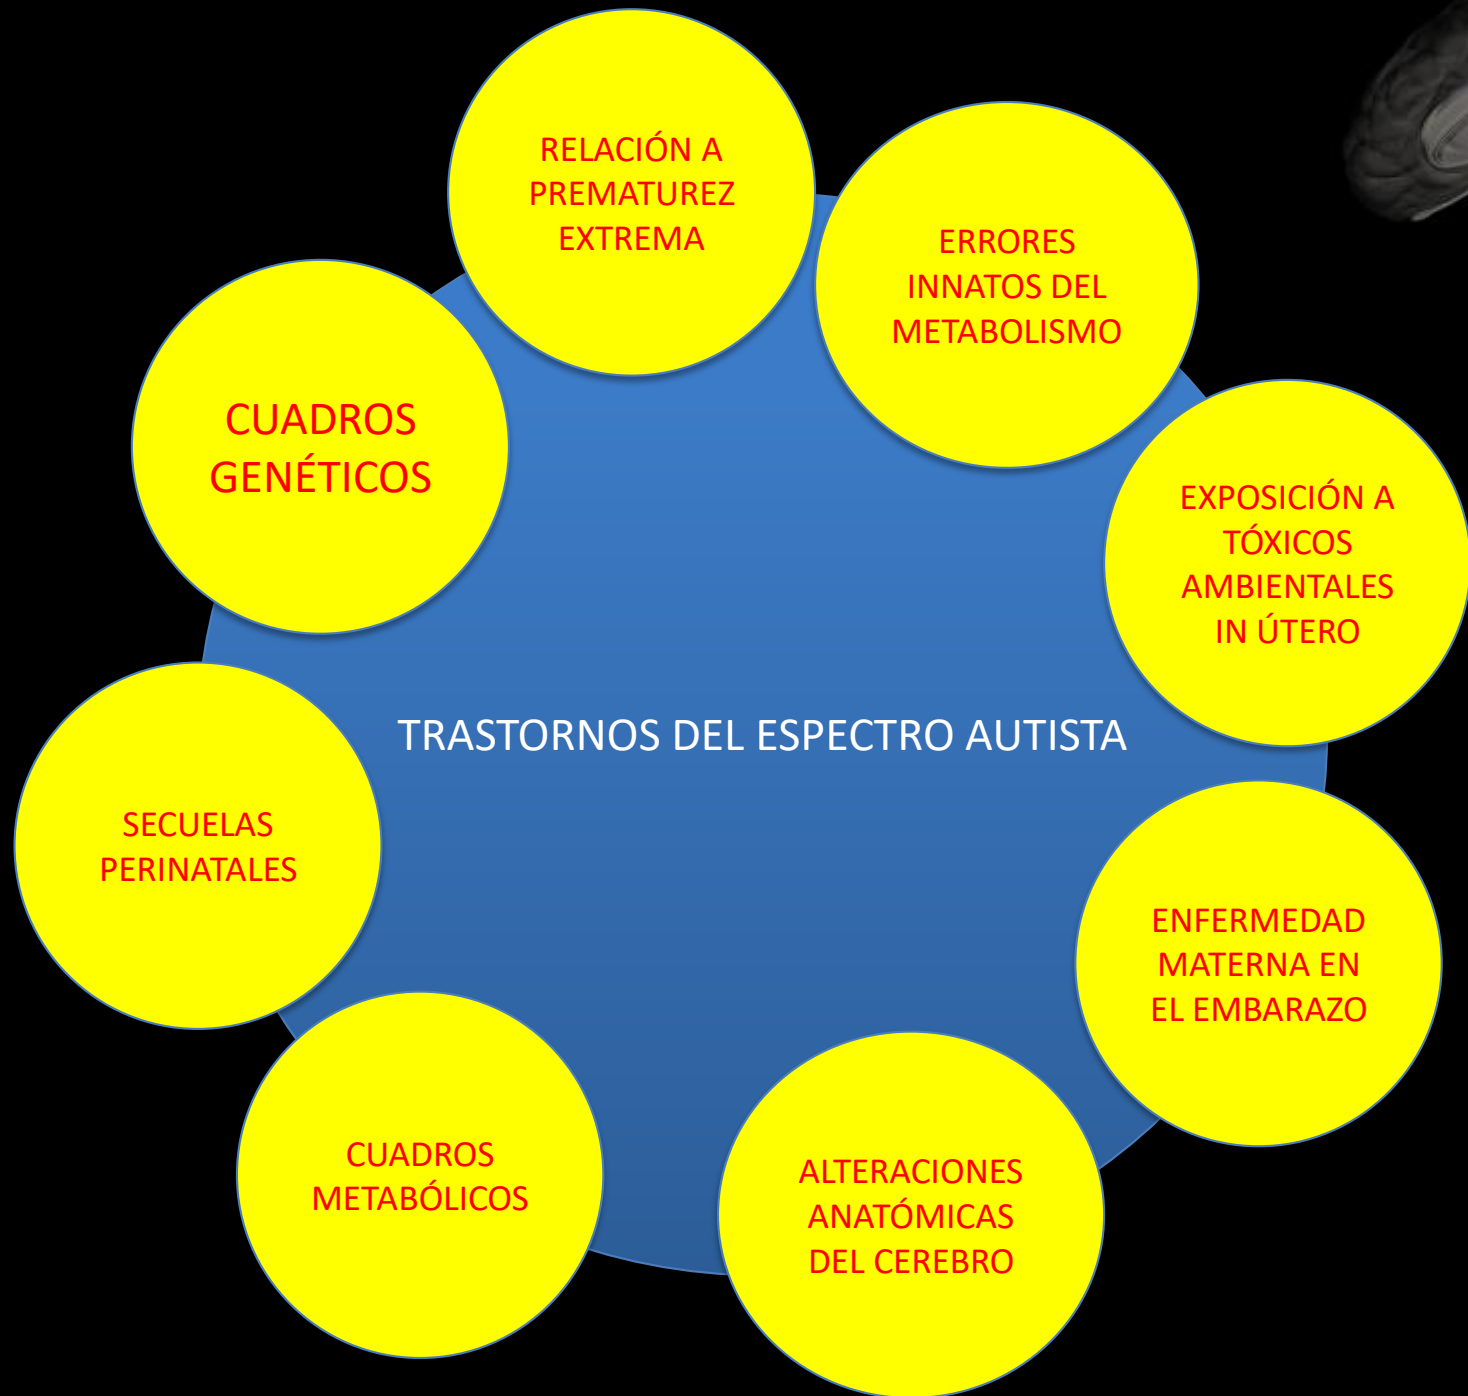 RELACIÓN A
PREMATUREZ
EXTREMA
ERRORES
INNATOS DEL
METABOLISMO
CUADROS
GENÉTICOS
EXPOSICIÓN A
TÓXICOS
AMBIENTALES
IN ÚTERO
TRASTORNOS DEL ESPECTRO AUTISTA
SECUELAS
PERINATALES
ENFERMEDAD
MATERNA EN
EL EMBARAZO
CUADROS
METABÓLICOS
ALTERACIONES
ANATÓMICAS
DEL CEREBRO